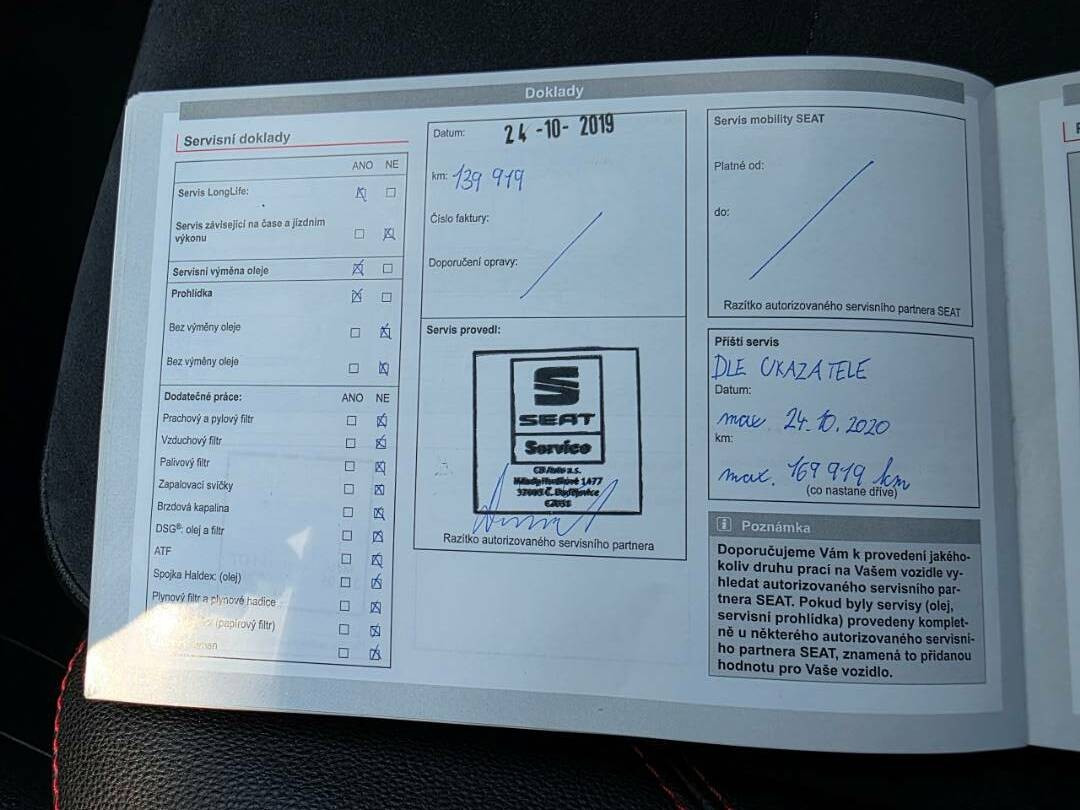 Doklady
Servisní doklady
ANO NE
Servis LongLife:
Servis závisející na čase a jízdním
výkonu
Servisní výměna oleje
Prohlídka
Bez výměny oleje
Bez výměny oleje
Dodatečné práce: ANO NE
Prachový a pylový filtr
Vzduchový filtr
Palivový filtr
Zapalovací svíčky
Brzdová kapalina
DSG®: olej a filtr
ATF
Spojka Haldex: (olej)
Plynový filtr a plynové hadice
(papírový filtr)
Datum: 24 -10- 2019
km: 139 919
Číslo faktury:
Doporučení opravy:
Servis provedl:
SEAT
Service
CB Auto a.s.
1477
Č. Budějovice
Razítko autorizovaného servisního partnera
Servis mobility SEAT
Platné od:
do:
Razítko autorizovaného servisního partnera SEAT
Příští servis
DLE UKAZATELE
Datum:
max 24.10.2020
km:
max. 169 919 km
(co nastane dříve)
i Poznámka
Doporučujeme Vám k provedení jakého-
koliv druhu prací na Vašem vozidle vy-
hledat autorizovaného servisního par-
tnera SEAT. Pokud byly servisy (olej,
servisní prohlídka) provedeny komplet-
ně u některého autorizovaného servisní-
ho partnera SEAT, znamená to přidanou
hodnotu pro Vaše vozidlo.